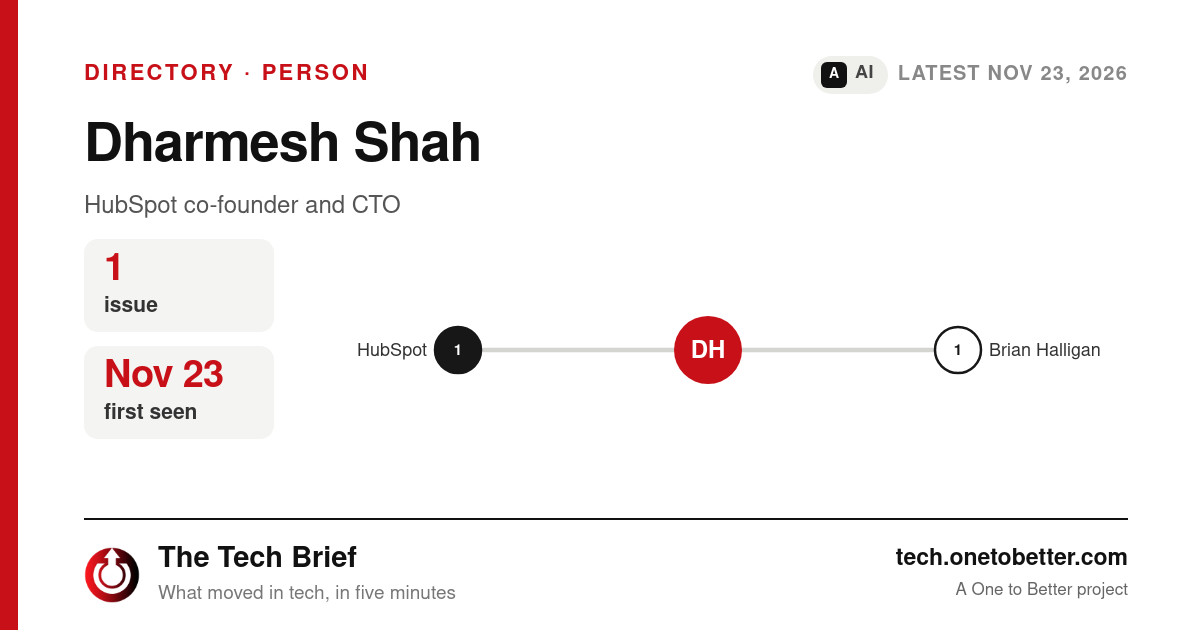 DIRECTORY · PERSON
A AI LATEST NOV 23, 2026
Dharmesh Shah
HubSpot co-founder and CTO
1
issue
Nov 23
first seen
HubSpot 1 DH 1 Brian Halligan
The Tech Brief
What moved in tech, in five minutes
tech.onetobetter.com
A One to Better project